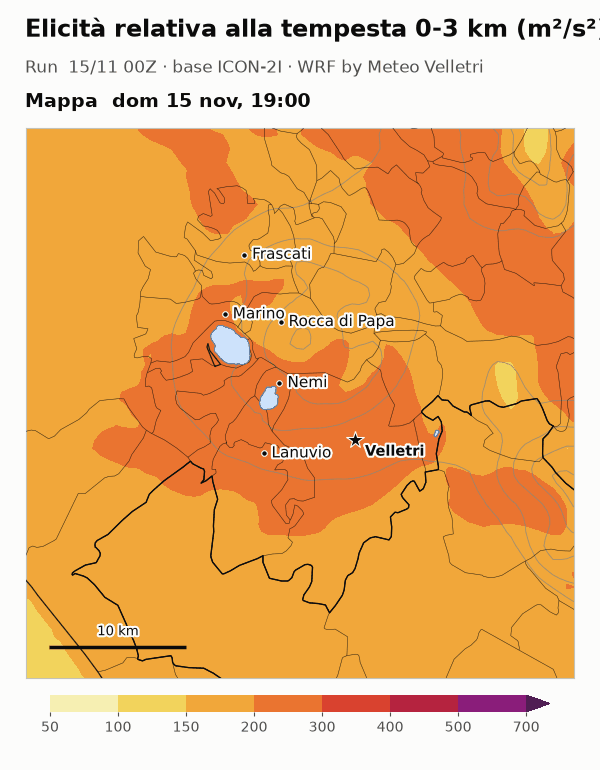 Elicità relativa alla tempesta 0-3 km (m²/s²)
Run  15/11 00Z · base ICON-2I · WRF by Meteo Velletri
Mappa  dom 15 nov, 19:00
Frascati
Marino
Rocca di Papa
Nemi
Lanuvio
Velletri
10 km
50 100 150 200 300 400 500 700